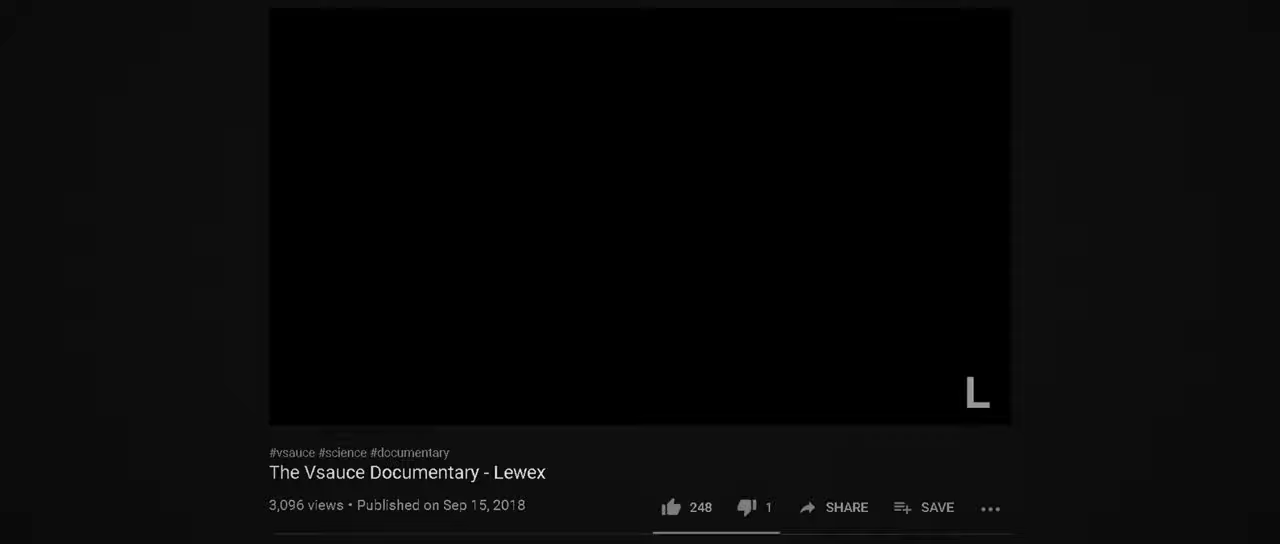 L
#vsauce #science #documentary
The Vsauce Documentary - Lewex
3,096 views • Published on Sep 15, 2018
248 1 SHARE SAVE